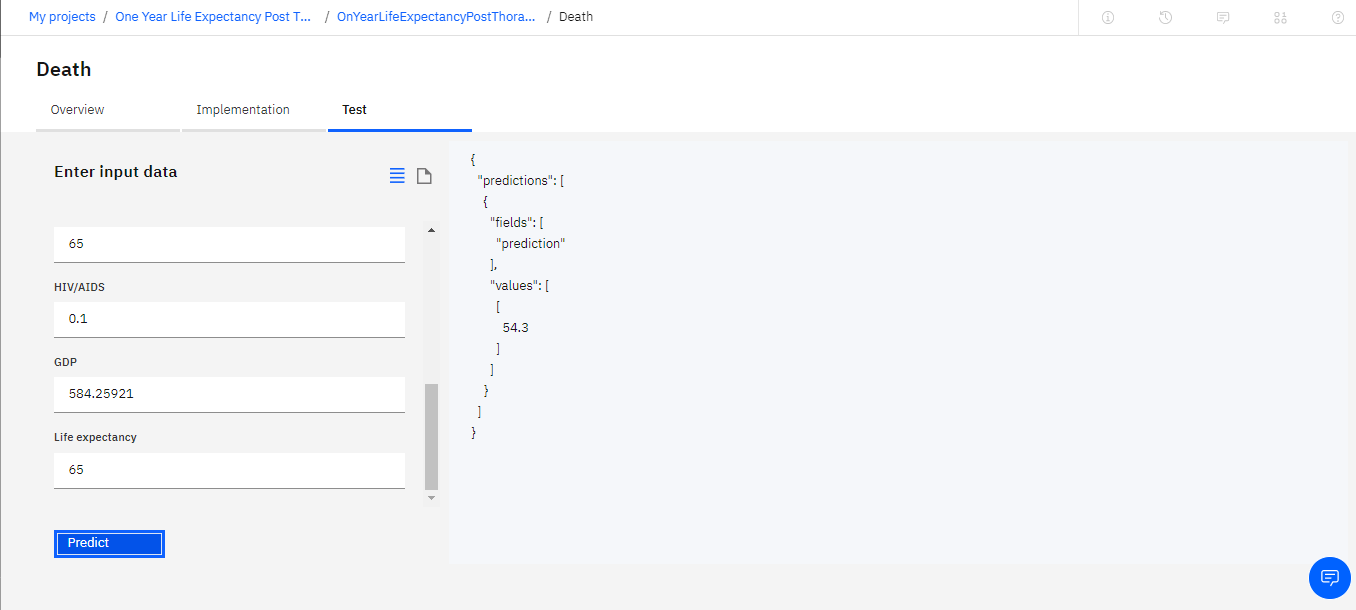 My projects / One Year Life Expectancy Post T... / OnYearLifeExpectancyPostThora... / Death
Death
Overview Implementation Test
Enter input data
65
HIV/AIDS
0.1
GDP
584.25921
Life expectancy
65
Predict
{
"predictions": [
{
"fields": [
"prediction"
],
"values": [
[
54.3
]
]
}
]
}